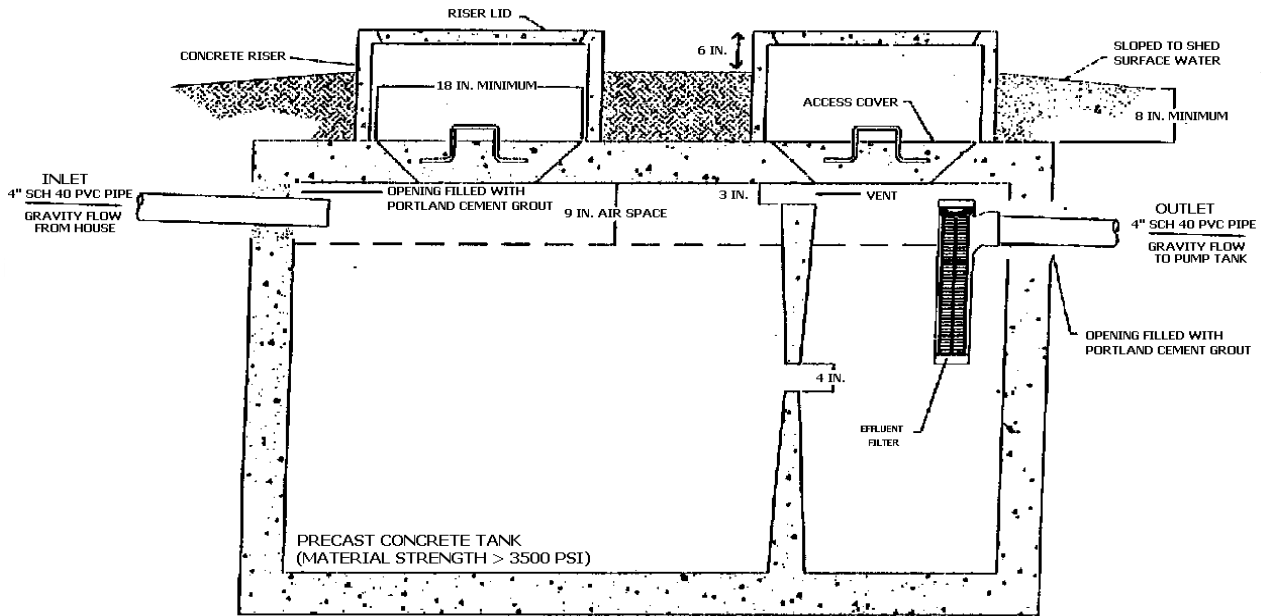 RISER LID
CONCRETE RISER
6 IN.
SLOPED TO SHED
SURFACE WATER
18 IN. MINIMUM
ACCESS COVER
8 IN. MINIMUM
INLET
4" SCH 40 PVC PIPE
GRAVITY FLOW
FROM HOUSE
OPENING FILLED WITH
PORTLAND CEMENT GROUT
9 IN. AIR SPACE
3 IN.
VENT
OUTLET
4" SCH 40 PVC PIPE
GRAVITY FLOW
TO PUMP TANK
OPENING FILLED WITH
PORTLAND CEMENT GROUT
4 IN.
EFFLUENT
FILTER
PRECAST CONCRETE TANK
(MATERIAL STRENGTH > 3500 PSI)